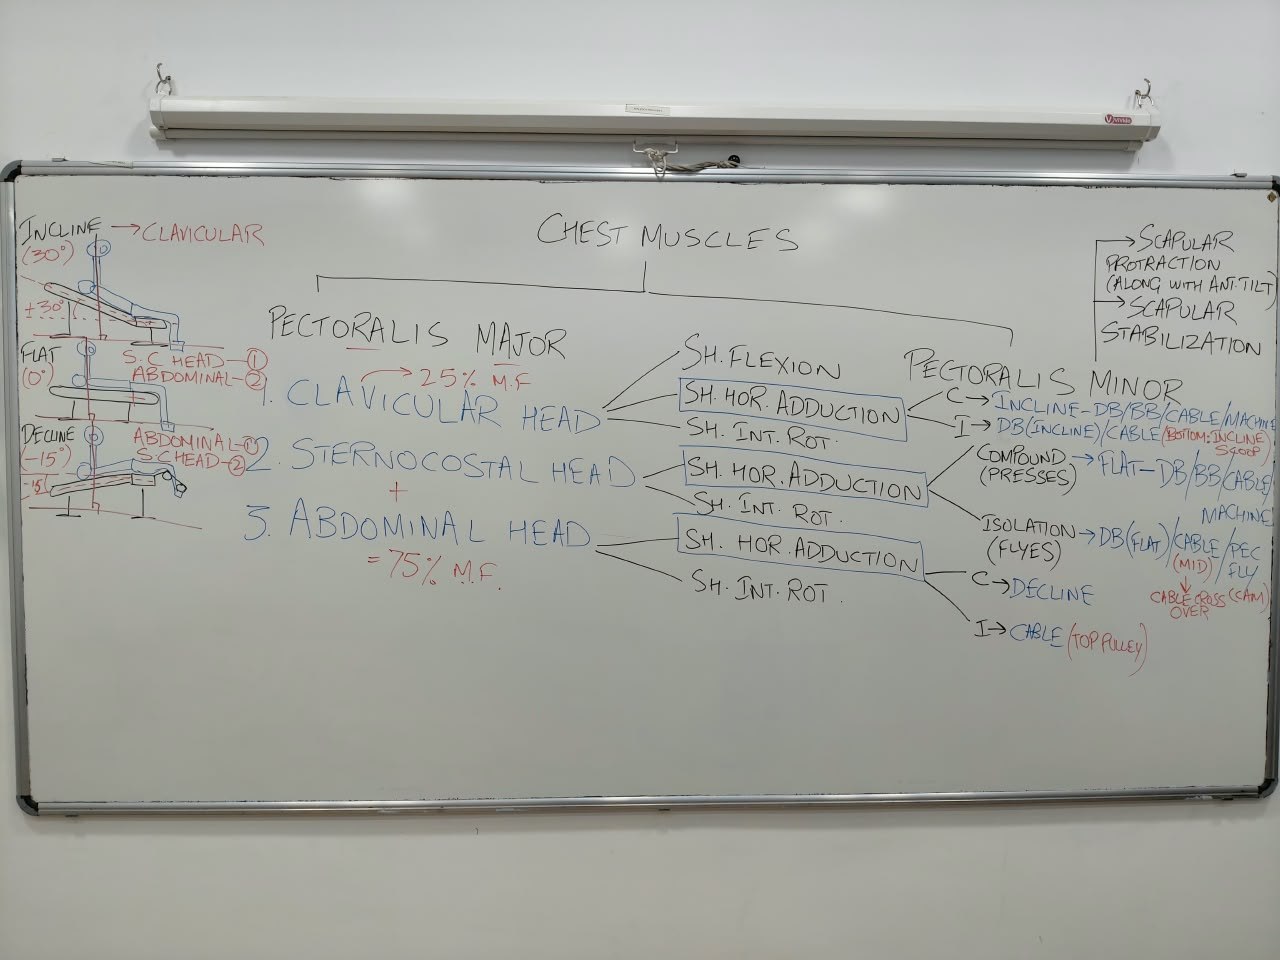 CHEST MUSCLES
INCLINE → CLAVICULAR
(30°)
±30°
S.C HEAD — 1
ABDOMINAL — 2
FLAT
(0°)
ABDOMINAL — 1
S.C HEAD — 2
DECLINE
(-15°)
-15
PECTORALIS MAJOR
→ 25% M.F
1. CLAVICULAR HEAD
2. STERNOCOSTAL HEAD
+
3. ABDOMINAL HEAD
= 75% M.F.
SH. FLEXION
SH. HOR. ADDUCTION
SH. INT. ROT.
SH. HOR. ADDUCTION
SH. INT. ROT.
SH. HOR. ADDUCTION
SH. INT. ROT.
→ SCAPULAR
PROTRACTION
(ALONG WITH ANT. TILT)
→ SCAPULAR
STABILIZATION
PECTORALIS MINOR
C → INCLINE - DB/BB/CABLE/MACHINE
I → DB (INCLINE)/CABLE (BOTTOM: INCLINE
SCOOP
COMPOUND → FLAT - DB/BB/CABLE/
(PRESSES)
MACHINE
ISOLATION → DB (FLAT)/CABLE/PEC
(FLYES)
(MID)
FLY
(CAM)
CABLE CROSS
OVER
C → DECLINE
I → CABLE (TOP PULLEY)